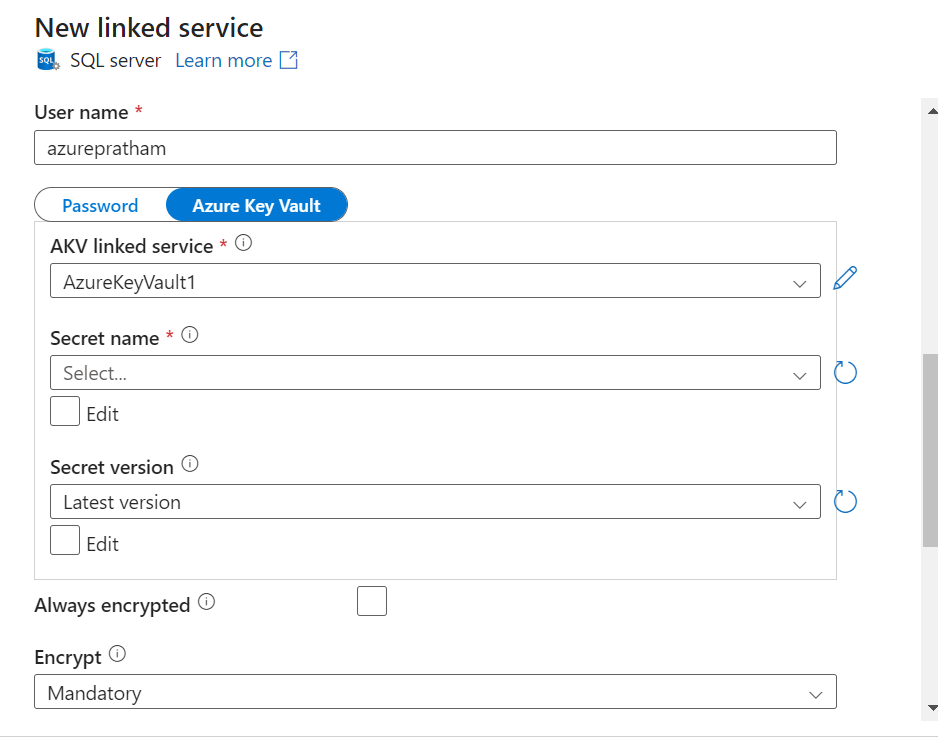 New linked service
SQL SQL server Learn more
User name *
azurepratham
Password Azure Key Vault
AKV linked service *
AzureKeyVault1
Secret name *
Select...
Edit
Secret version
Latest version
Edit
Always encrypted
Encrypt
Mandatory